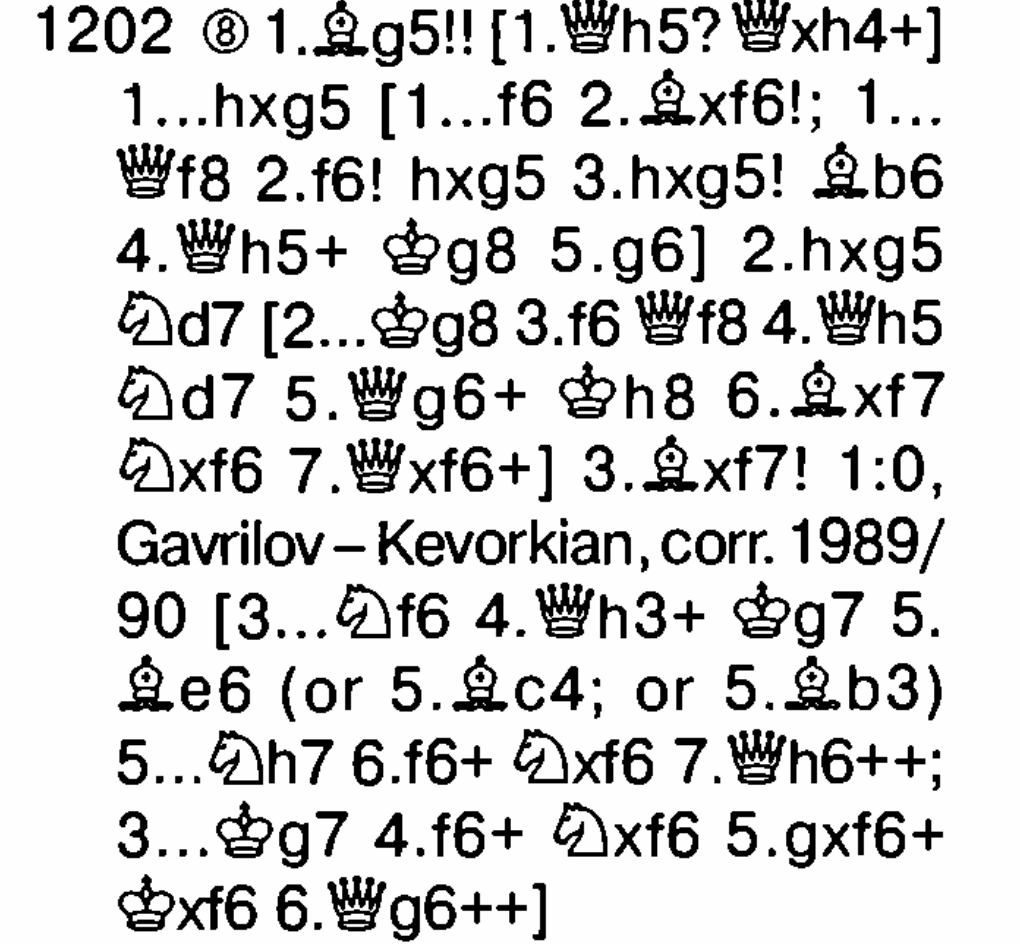 1202 ⑧ 1.♗g5!! [1.♕h5? ♕xh4+]
1...hxg5 [1...f6 2.♗xf6!; 1...
♕f8 2.f6! hxg5 3.hxg5! ♗b6
4.♕h5+ ♔g8 5.g6] 2.hxg5
♘d7 [2...♔g8 3.f6 ♕f8 4.♕h5
♘d7 5.♕g6+ ♔h8 6.♗xf7
♘xf6 7.♕xf6+] 3.♗xf7! 1:0,
Gavrilov – Kevorkian, corr. 1989/
90 [3...♘f6 4.♕h3+ ♔g7 5.
♗e6 (or 5.♗c4; or 5.♗b3)
5...♘h7 6.f6+ ♘xf6 7.♕h6++;
3...♔g7 4.f6+ ♘xf6 5.gxf6+
♔xf6 6.♕g6++]